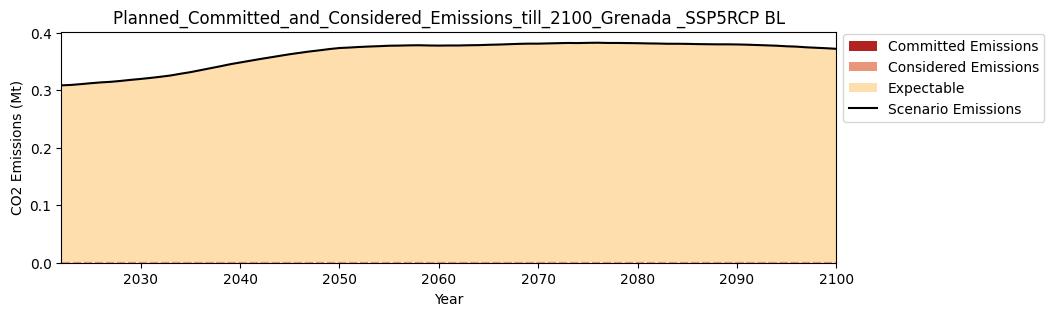 Planned_Committed_and_Considered_Emissions_till_2100_Grenada _SSP5RCP BL
Committed Emissions
Considered Emissions
Expectable
Scenario Emissions
CO2 Emissions (Mt)
0.4
0.3
0.2
0.1
0.0
2030 2040 2050 2060 2070 2080 2090 2100
Year